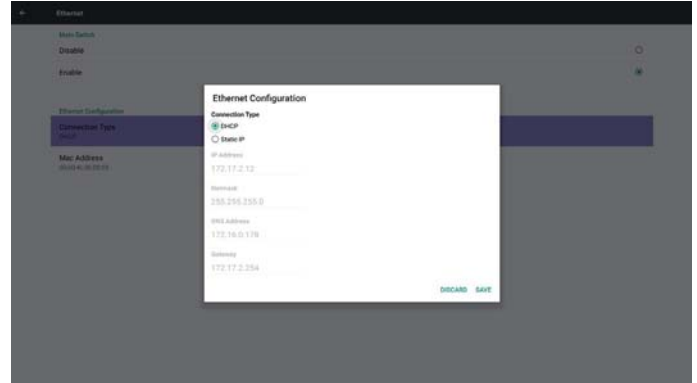 Ethernet
Main Switch
Disable
Enable
Ethernet Configuration
Connection Type
DHCP
Mac Address
Ethernet Configuration
Connection Type
DHCP
Static IP
IP Address
172.17.2.12
Netmask
255.255.255.0
DNS Address
172.16.0.178
Gateway
172.17.2.254
DISCARD SAVE